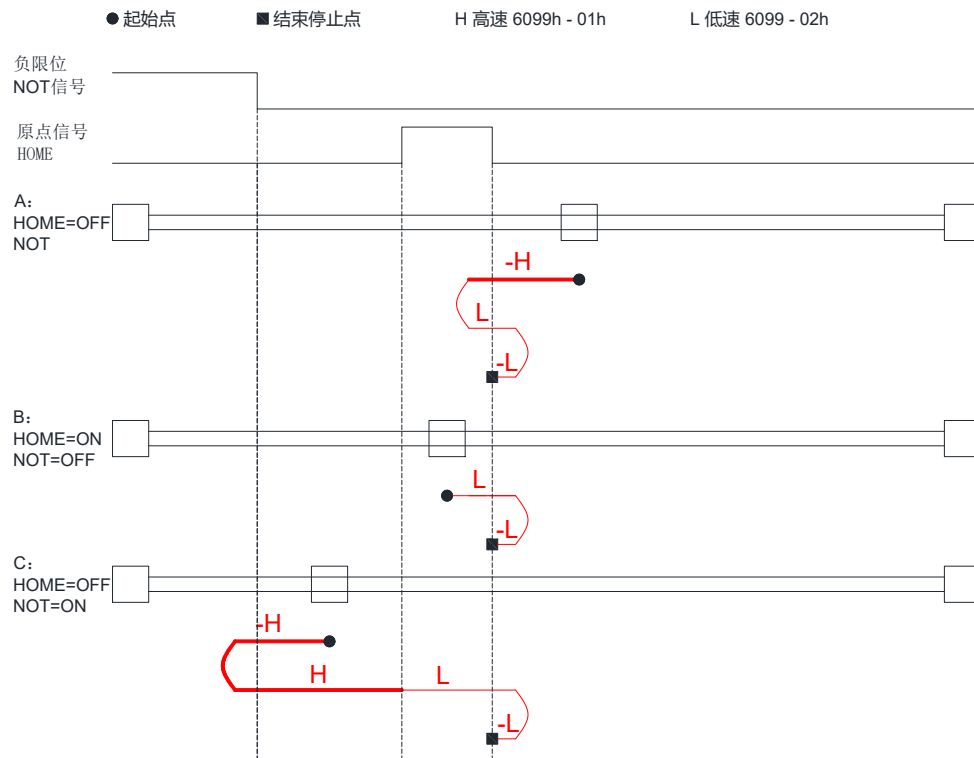 起始点 结束停止点 H 高速 6099h - 01h L 低速 6099 - 02h
负限位
NOT信号
原点信号
HOME
A:
HOME=OFF
NOT
-H
L
-L
B:
HOME=ON
NOT=OFF
L
-L
C:
HOME=OFF
NOT=ON
-H
H L
-L